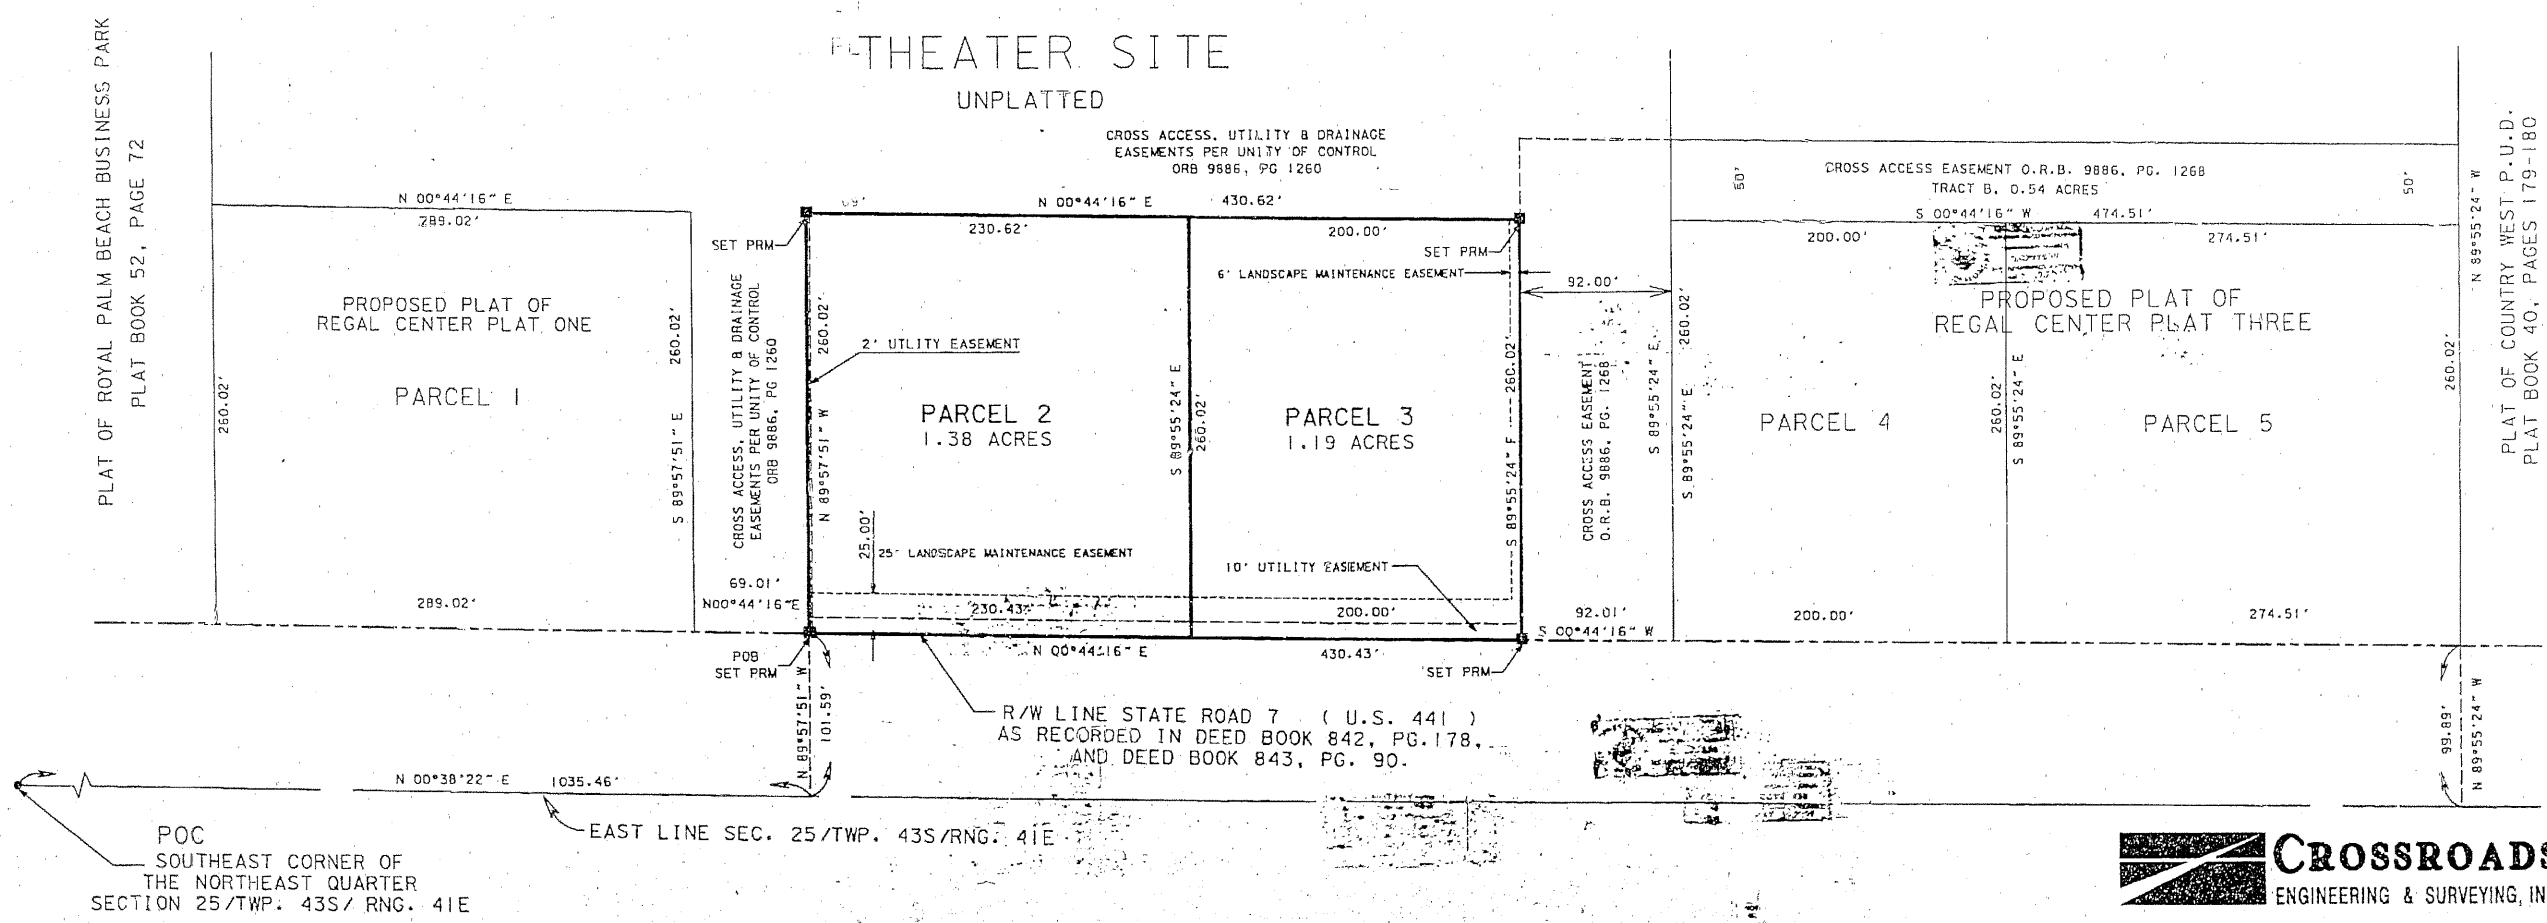 THEATER SITE
UNPLATTED
CROSS ACCESS, UTILITY & DRAINAGE
EASEMENTS PER UNITY OF CONTROL
ORB 9886, PG 1260
PLAT OF ROYAL PALM BEACH BUSINESS PARK
PLAT BOOK 52, PAGE 72
N 00°44'16" E
289.02'
PROPOSED PLAT OF
REGAL CENTER PLAT ONE
PARCEL 1
260.02'
260.02'
S 89°57'51" E
289.02'
SET PRM
CROSS ACCESS, UTILITY & DRAINAGE
EASEMENTS PER UNITY OF CONTROL
ORB 9886, PG 1260
69.01'
N00°44'16"E
69'
N 00°44'16" E 430.62'
230.62'
200.00'
SET PRM
6' LANDSCAPE MAINTENANCE EASEMENT
260.02'
N 89°57'51" W
2' UTLITY EASEMENT
PARCEL 2
1.38 ACRES
S 89°55'24" E
260.02'
PARCEL 3
1.19 ACRES
S 89°55'24" E
260.02'
25.00'
25' LANDSCAPE MAINTENANCE EASEMENT
10' UTILITY EASEMENT
230.43'
200.00'
POB
SET PRM
N 00°44'16" E
430.43'
SET PRM
92.00'
CROSS ACCESS EASEMENT
O.R.B. 9886, PG. 1268
S 89°55'24" E
92.01'
S 00°44'16" W
50'
CROSS ACCESS EASEMENT O.R.B. 9886, PG. 1268
TRACT B, 0.54 ACRES
50'
S 00°44'16" W 474.51'
200.00'
274.51'
260.02'
S 89°55'24" E
PROPOSED PLAT OF
REGAL CENTER PLAT THREE
PARCEL 4
260.02'
S 89°55'24" E
PARCEL 5
260.02'
200.00'
274.51'
N 89°55'24" W
PLAT OF COUNTRY WEST P.U.D.
PLAT BOOK 40, PAGES 179-180
N 89°57'51" W
101.59'
R/W LINE STATE ROAD 7 ( U.S. 441 )
AS RECORDED IN DEED BOOK 842, PG.178,
AND DEED BOOK 843, PG. 90.
99.89'
N 89°55'24" W
N 00°38'22" E 1035.46'
EAST LINE SEC. 25/TWP. 43S/RNG. 41E
POC
SOUTHEAST CORNER OF
THE NORTHEAST QUARTER
SECTION 25/TWP. 43S/ RNG. 41E
CROSSROADS
ENGINEERING & SURVEYING, IN